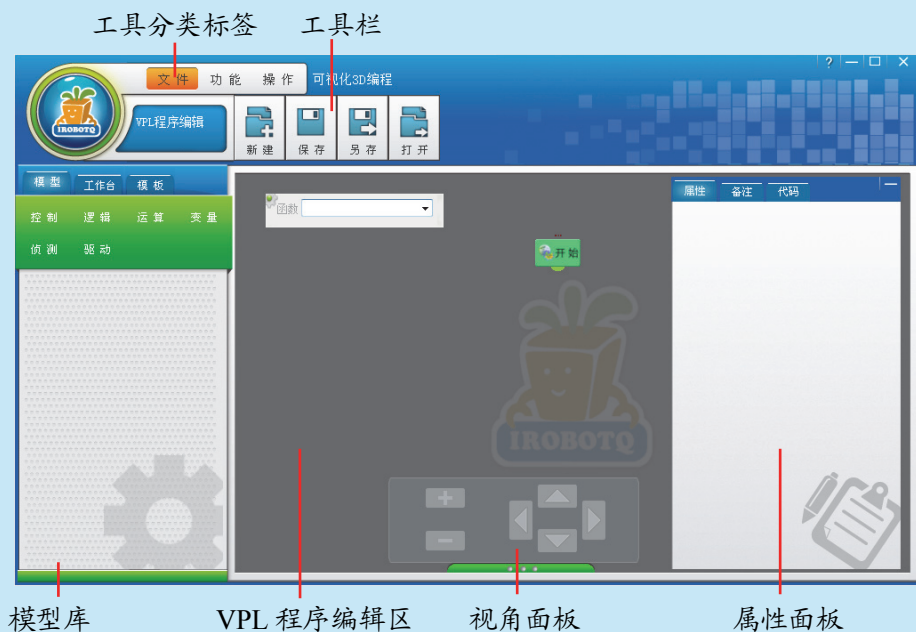 工具分类标签 工具栏
文件 功能 操作 可视化3D编程
? — □ ×
IROBOTQ
VPL程序编辑
新建 保存 另存 打开
模型 工作台 模板
控制 逻辑 运算 变量
侦测 驱动
函数
开始
IROBOTQ
属性 备注 代码
模型库 VPL 程序编辑区 视角面板 属性面板